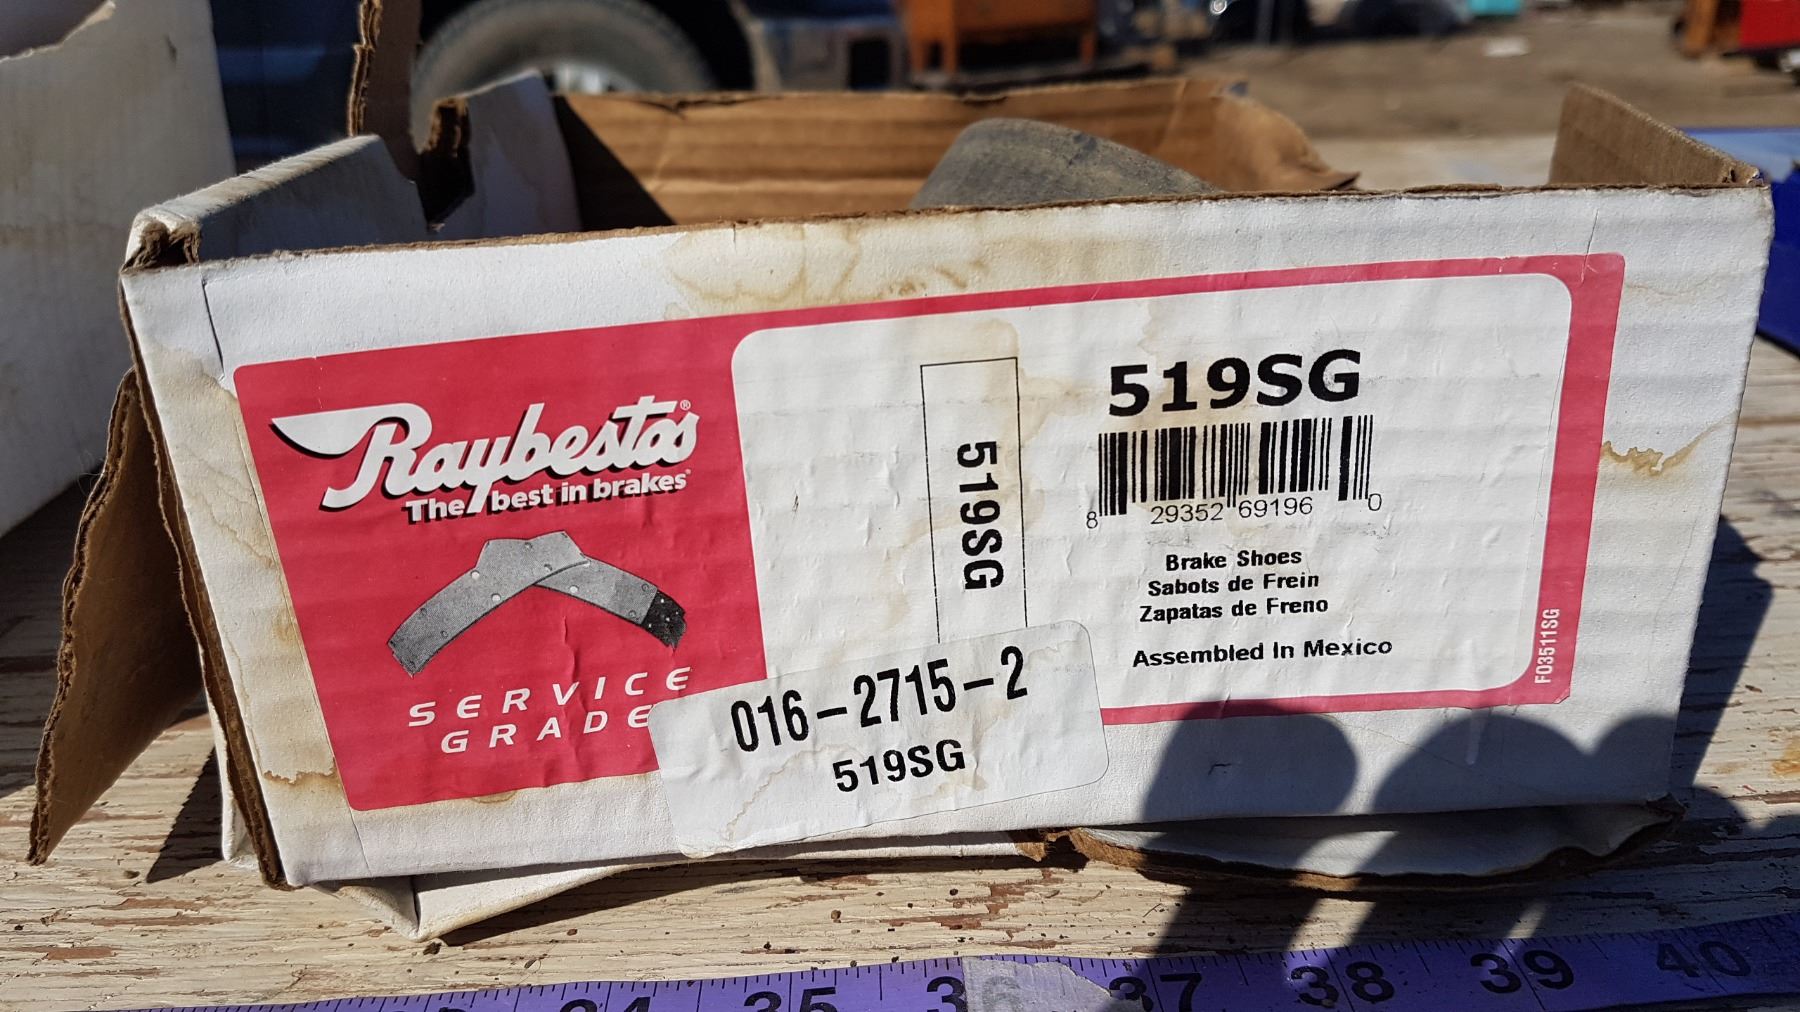 Raybestos®
The best in brakes
SERVICE
GRADE
519SG
519SG
8 29352 69196 0
Brake Shoes
Sabots de Frein
Zapatas de Freno
Assembled In Mexico
F03511SG
016-2715-2
519SG
34 35 36 37 38 39 40